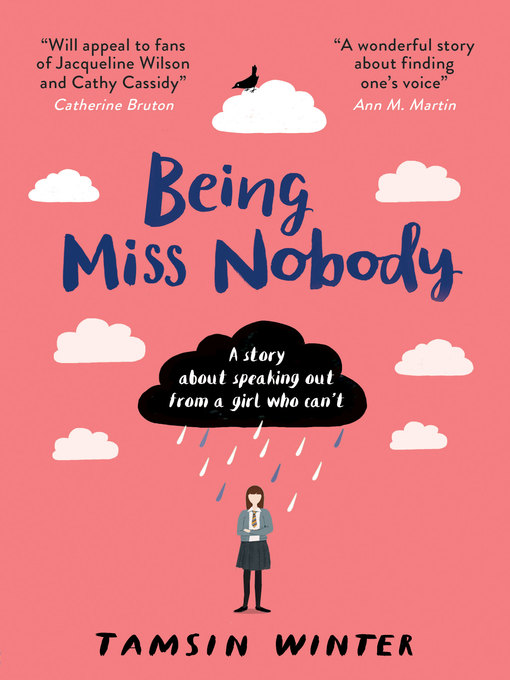 “Will appeal to fans
of Jacqueline Wilson
and Cathy Cassidy”
Catherine Bruton
“A wonderful story
about finding
one’s voice”
Ann M. Martin
Being
Miss Nobody
A story
about speaking out
from a girl who can’t
TAMSIN WINTER